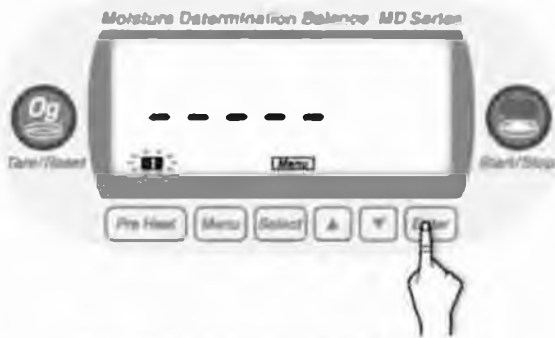 Moisture Determination Balance MD Series
0g
Tare/Reset
Start/Stop
- - - - -
Menu
Pre Heat Menu Select ▲ ▼ Enter